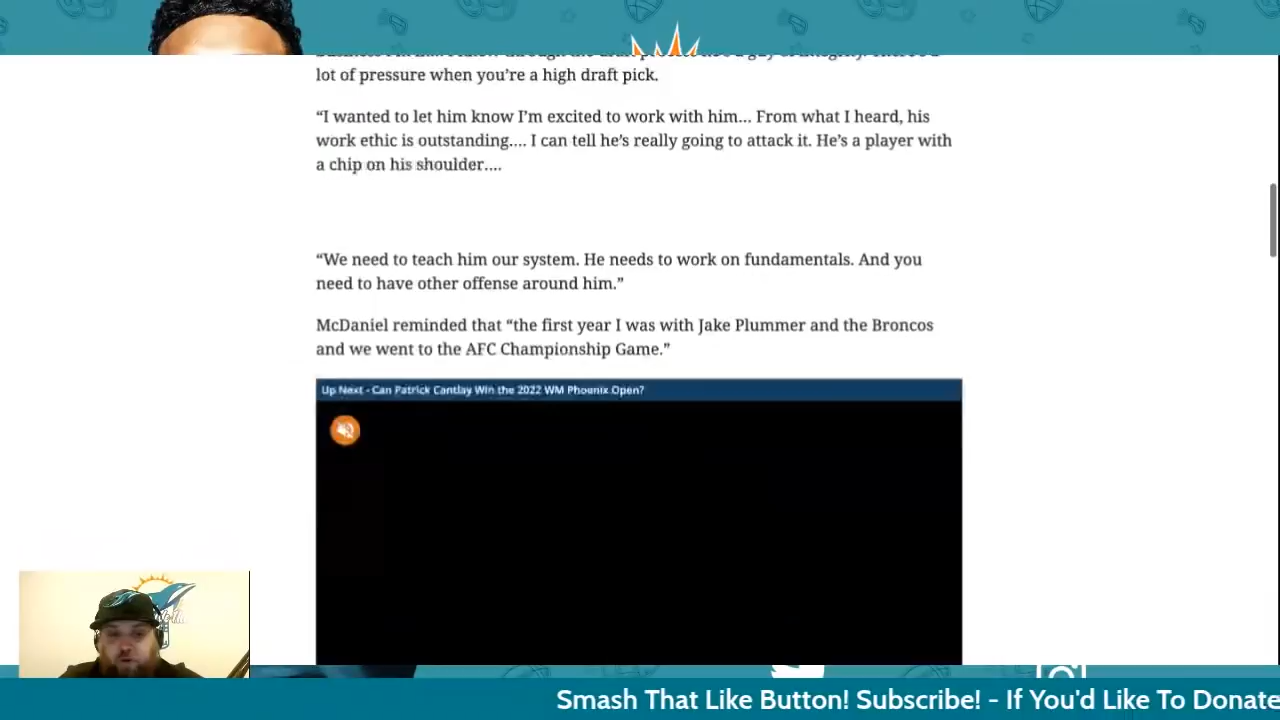 lot of pressure when you're a high draft pick.
“I wanted to let him know I’m excited to work with him… From what I heard, his
work ethic is outstanding…. I can tell he’s really going to attack it. He’s a player with
a chip on his shoulder….
“We need to teach him our system. He needs to work on fundamentals. And you
need to have other offense around him.”
McDaniel reminded that “the first year I was with Jake Plummer and the Broncos
and we went to the AFC Championship Game.”
Up Next - Can Patrick Cantlay Win the 2022 WM Phoenix Open?
Smash That Like Button! Subscribe! - If You'd Like To Donate